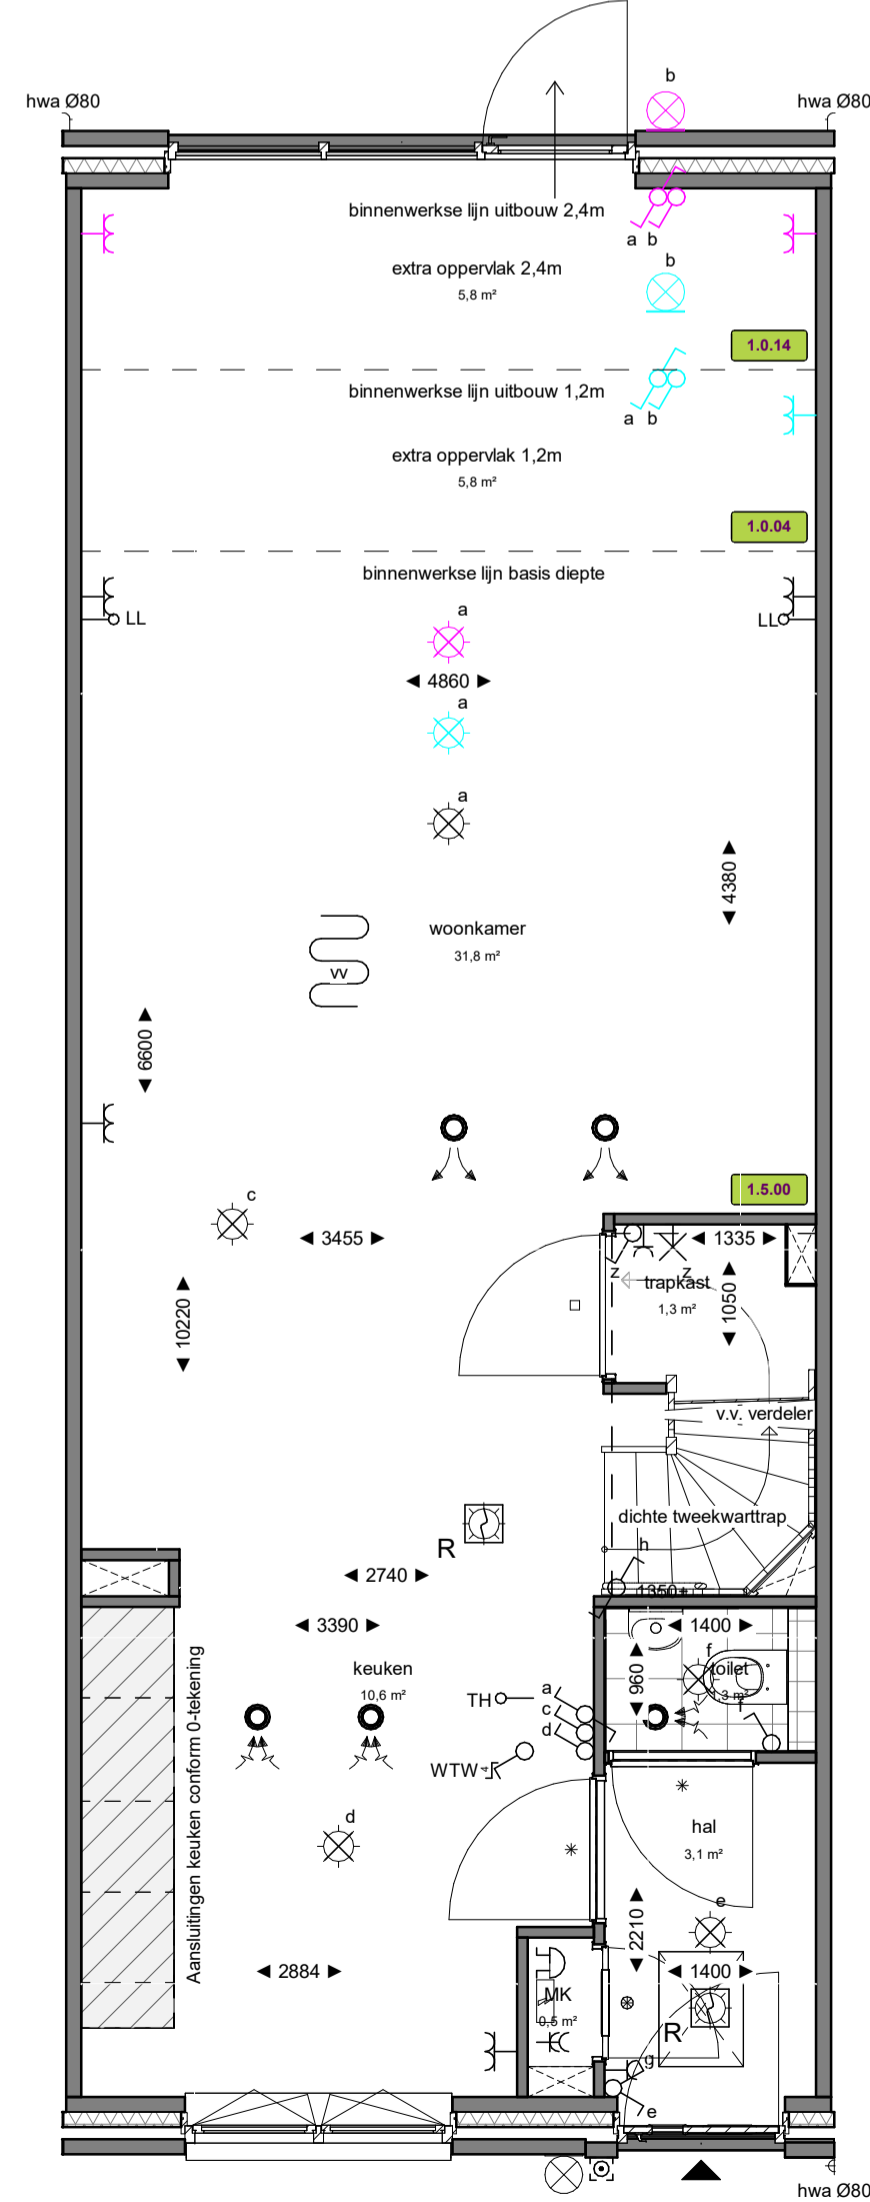 b
hwa Ø80
hwa Ø80
binnenwerkse lijn uitbouw 2,4m
a b
extra oppervlak 2,4m
5,8 m²
b
1.0.14
binnenwerkse lijn uitbouw 1,2m
a b
extra oppervlak 1,2m
5,8 m²
1.0.04
binnenwerkse lijn basis diepte
LL
LL
a
4860
a
a
4380
woonkamer
31,8 m²
vv
6600
1.5.00
c
3455
1335
z
z
trapkast
1,3 m²
1050
10220
v.v. verdeler
dichte tweekwarttrap
h
R
2740
1350+
3390
1400
keuken
10,6 m²
960
f
toilet
f
TH
a
c
d
WTW
4
Aansluitingen keuken conform 0-tekening
d
hal
3,1 m²
e
2210
2884
1400
MK
0,5 m²
R
g
e
hwa Ø80